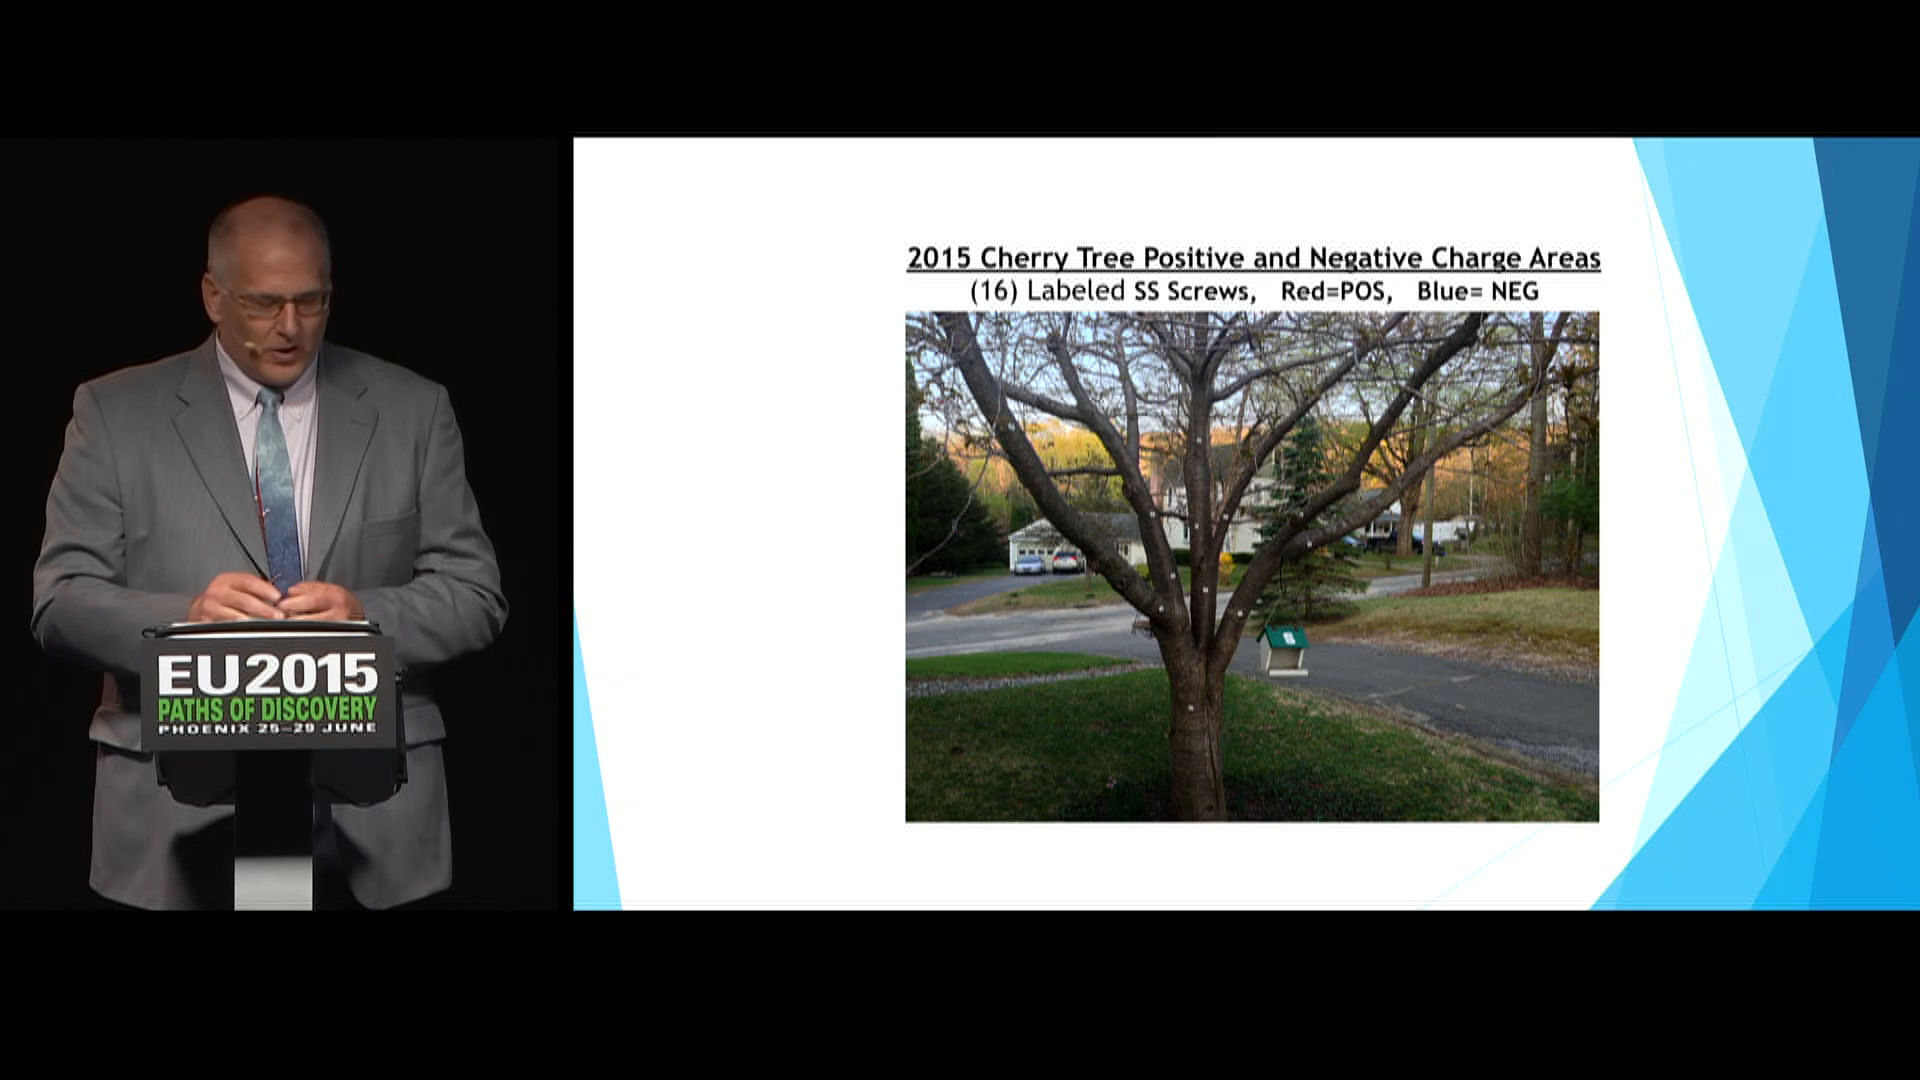 2015 Cherry Tree Positive and Negative Charge Areas
(16) Labeled SS Screws, Red=POS, Blue= NEG
EU2015
PATHS OF DISCOVERY
PHOENIX 25-29 JUNE